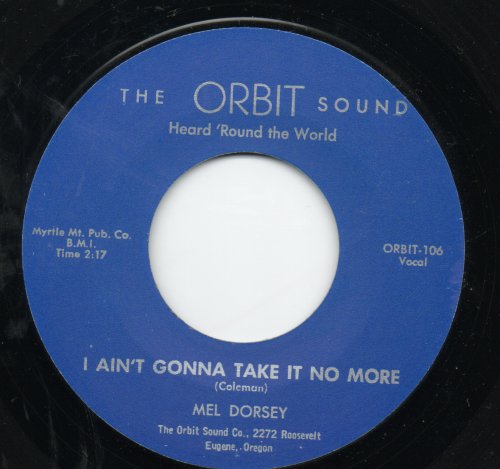 THE ORBIT SOUND
Heard 'Round the World
Myrtle Mt. Pub. Co.
B.M.I.
Time 2:17
ORBIT-106
Vocal
I AIN'T GONNA TAKE IT NO MORE
(Coleman)
MEL DORSEY
The Orbit Sound Co., 2272 Roosevelt
Eugene, Oregon